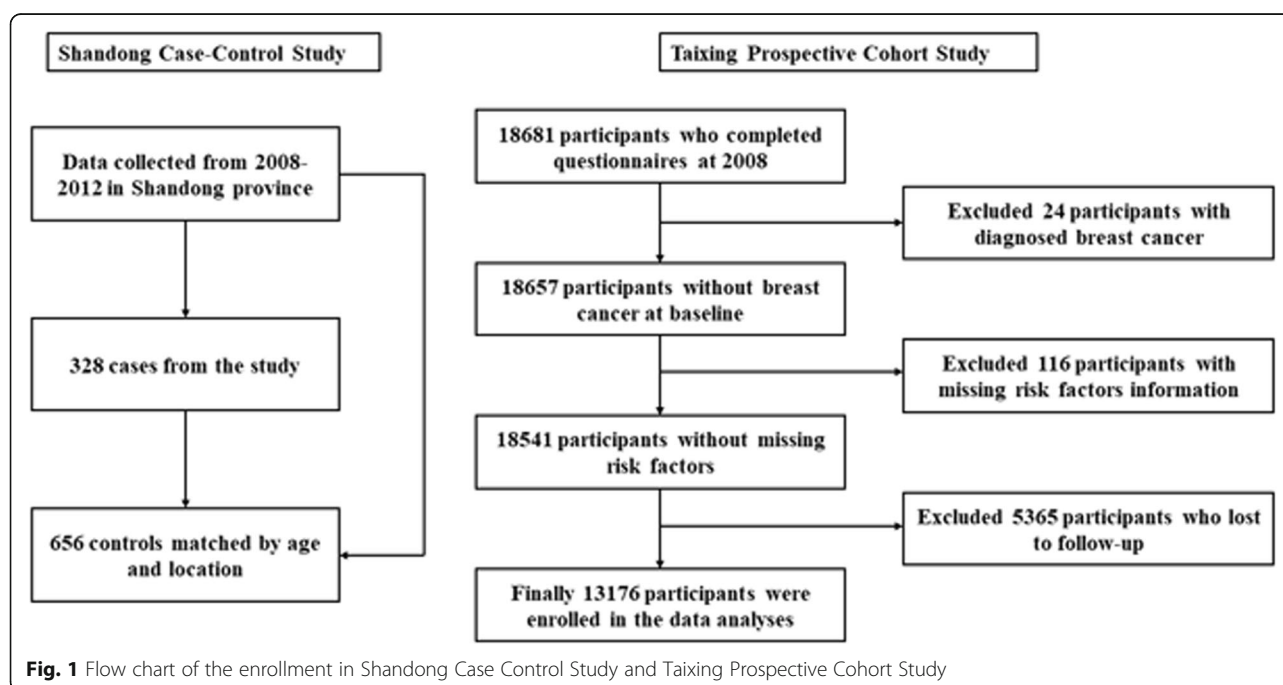 Shandong Case-Control Study
Data collected from 2008-
2012 in Shandong province
328 cases from the study
656 controls matched by age
and location
Taixing Prospective Cohort Study
18681 participants who completed
questionnaires at 2008
Excluded 24 participants with
diagnosed breast cancer
18657 participants without breast
cancer at baseline
Excluded 116 participants with
missing risk factors information
18541 participants without missing
risk factors
Excluded 5365 participants who lost
to follow-up
Finally 13176 participants were
enrolled in the data analyses
Fig. 1 Flow chart of the enrollment in Shandong Case Control Study and Taixing Prospective Cohort Study